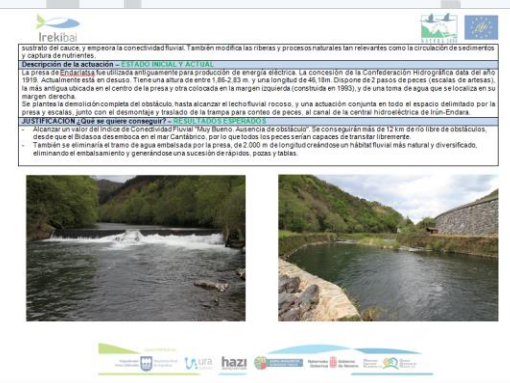 Irekibai
NATURA 2000
sustrato del cauce, y empeora la conectividad fluvial. También modifica las riberas y procesos naturales tan relevantes como la circulación de sedimentos
y captura de nutrientes.
Descripción de la actuación – ESTADO INICIAL Y ACTUAL
La presa de Endarlatsa fue utilizada antiguamente para producción de energía eléctrica. La concesión de la Confederación Hidrográfica data del año
1919. Actualmente está en desuso. Tiene una altura de entre 1,86-2,83 m. y una longitud de 46,18m. Dispone de 2 pasos de peces (escalas de artesas),
la más antigua ubicada en el centro de la presa y otra colocada en la margen izquierda (construida en 1993), y de una toma de agua que se localiza en su
margen derecha.
Se plantea la demolición completa del obstáculo, hasta alcanzar el lecho fluvial rocoso, y una actuación conjunta en todo el espacio delimitado por la
presa y escalas, junto con el desmontaje y traslado de la trampa para conteo de peces, al canal de la central hidroeléctrica de Irún-Endara.
JUSTIFICACION ¿Qué se quiere conseguir? – RESULTADOS ESPERADOS
- Alcanzar un valor del Indice de Conectividad Fluvial "Muy Bueno. Ausencia de obstáculo". Se conseguirán más de 12 km de río libre de obstáculos,
desde que el Bidasoa desemboca en el mar Cantábrico, por lo que todos los peces serían capaces de transitar libremente.
- También se eliminaría el tramo de agua embalsada por la presa, de 2.000 m de longitud creándose un hábitat fluvial más natural y diversificado,
eliminando el embalsamiento y generándose una sucesión de rápidos, pozas y tablas.
ura
hazi